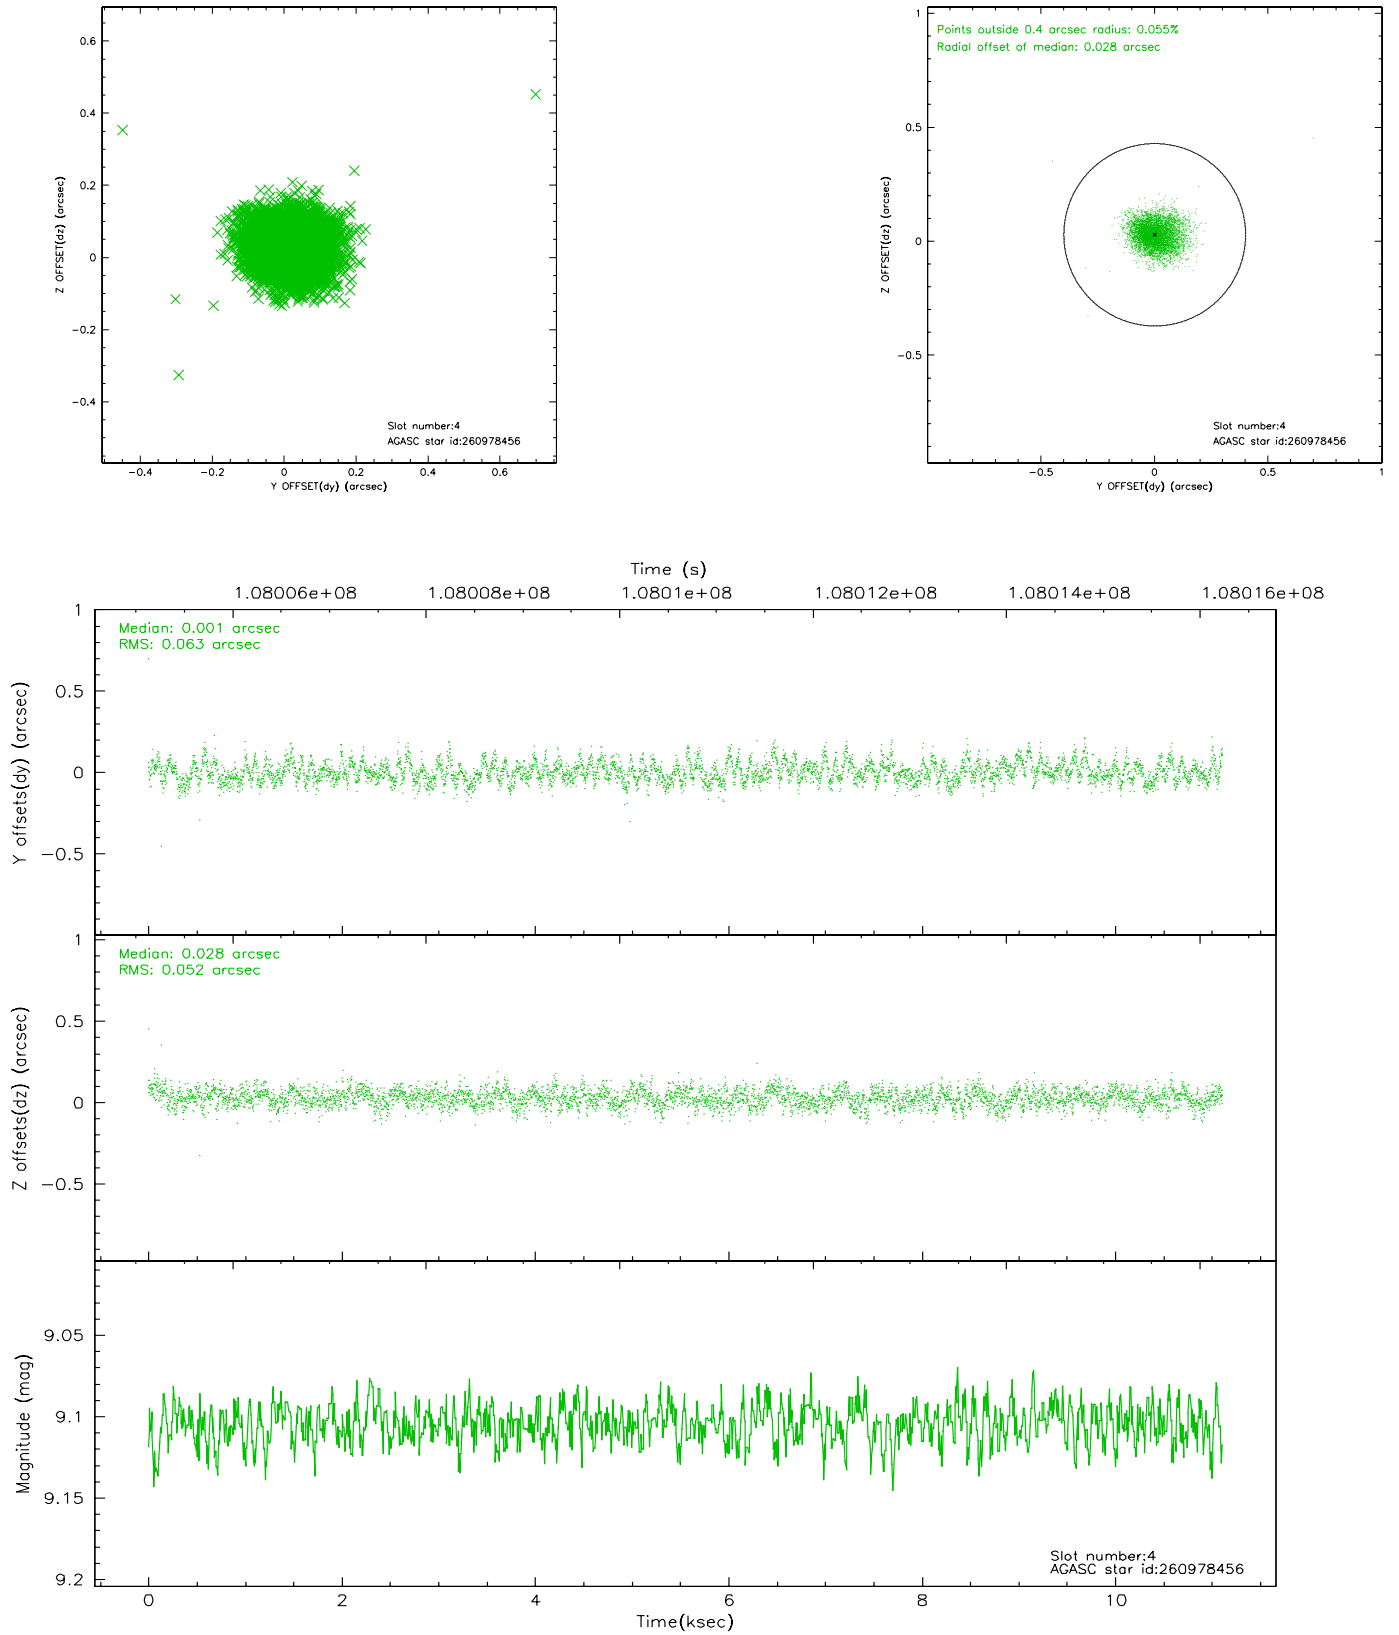 0.6
0.4
0.2
0
−0.2
−0.4
Z OFFSET(dz) (arcsec)
Slot number:4
AGASC star id:260978456
−0.4 −0.2 0 0.2 0.4 0.6
Y OFFSET(dy) (arcsec)
Points outside 0.4 arcsec radius: 0.055%
Radial offset of median: 0.028 arcsec
1
0.5
0
−0.5
Z OFFSET(dz) (arcsec)
Slot number:4
AGASC star id:260978456
−0.5 0 0.5 1
Y OFFSET(dy) (arcsec)
Time (s)
1.08006e+08 1.08008e+08 1.0801e+08 1.08012e+08 1.08014e+08 1.08016e+08
Median: 0.001 arcsec
RMS: 0.063 arcsec
1
0.5
0
−0.5
Y offsets(dy) (arcsec)
Median: 0.028 arcsec
RMS: 0.052 arcsec
1
0.5
0
−0.5
Z offsets(dz) (arcsec)
9.05
9.1
9.15
9.2
Magnitude (mag)
Slot number:4
AGASC star id:260978456
0 2 4 6 8 10
Time(ksec)